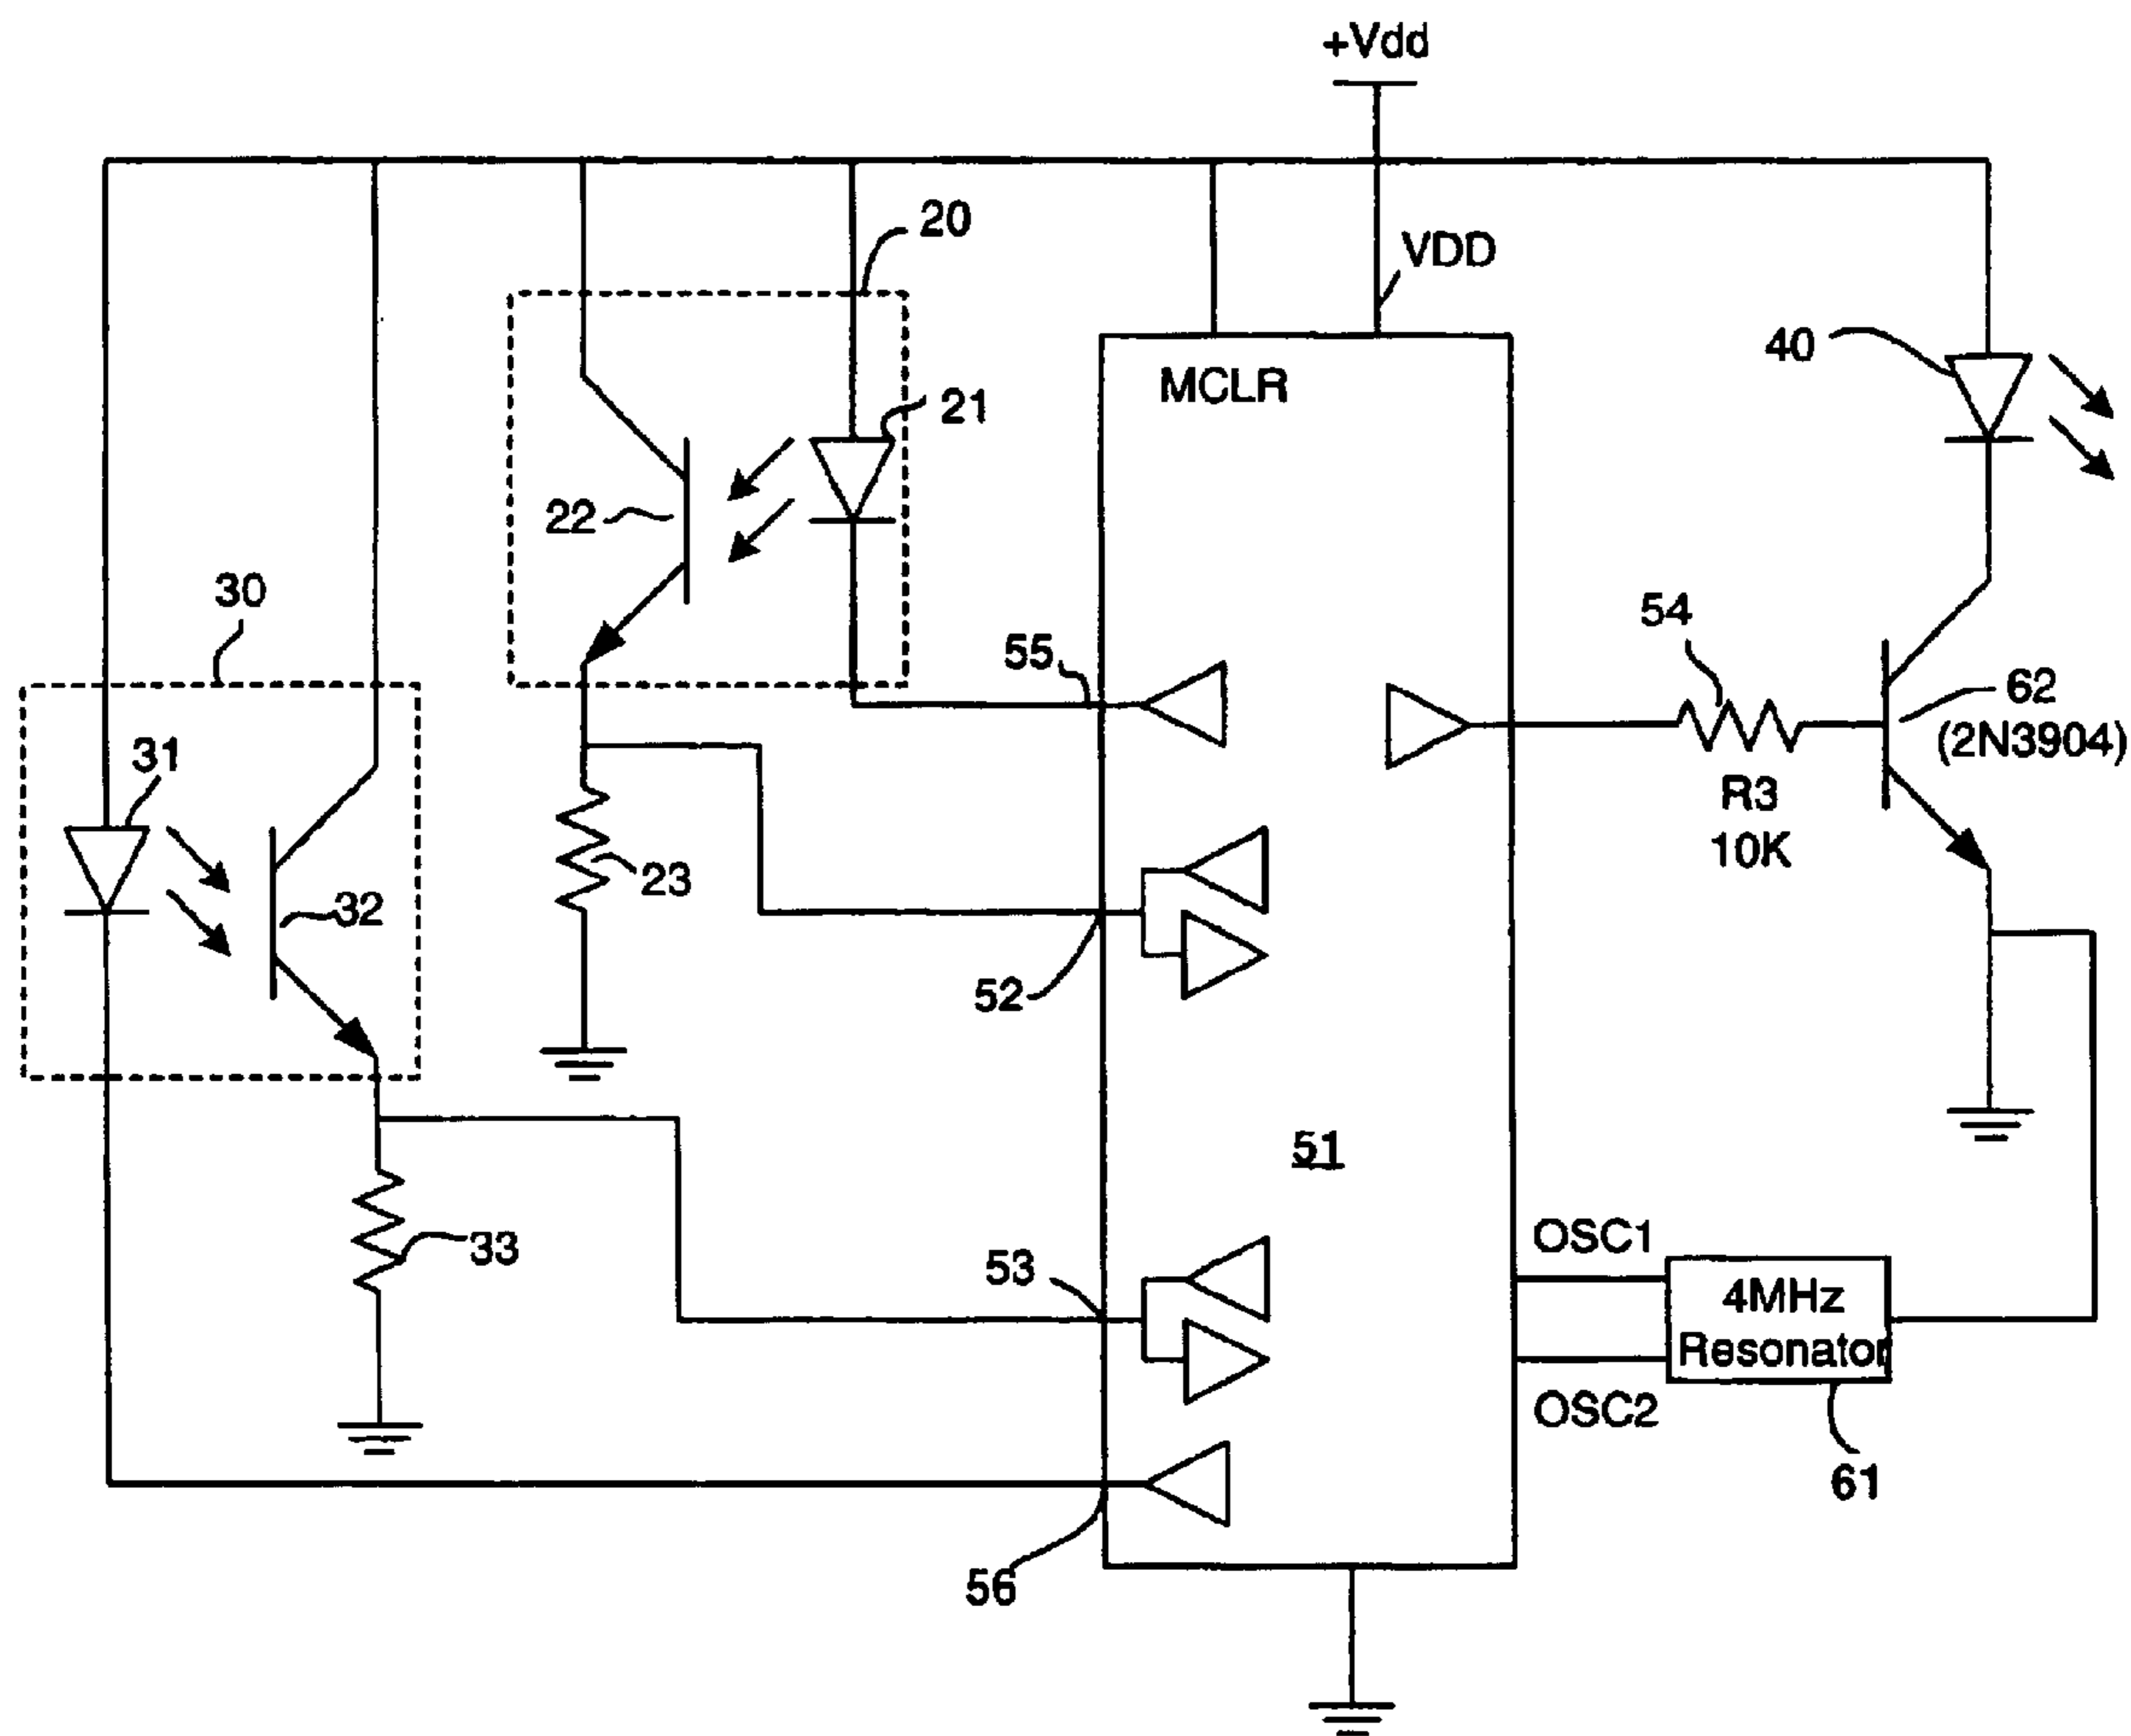 +Vdd
20
VDD
40
MCLR
21
22
55
54
30
62
(2N3904)
31
R3
10K
23
32
52
51
33
53
OSC1
4MHz
Resonator
OSC2
61
56